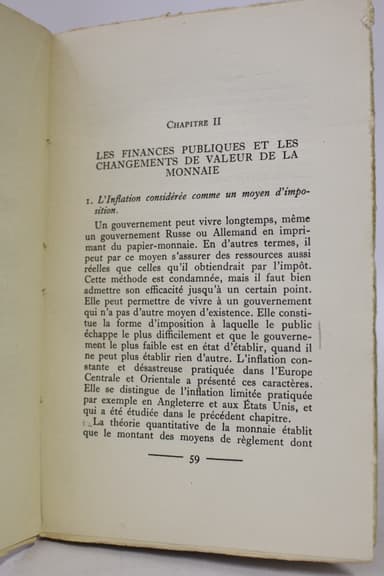 CHAPITRE II
LES FINANCES PUBLIQUES ET LES
CHANGEMENTS DE VALEUR DE LA
MONNAIE
1. L'Inflation considérée comme un moyen d'impo-
sition.
Un gouvernement peut vivre longtemps, même
un gouvernement Russe ou Allemand en impri-
mant du papier-monnaie. En d'autres termes, il
peut par ce moyen s'assurer des ressources aussi
réelles que celles qu'il obtiendrait par l'impôt.
Cette méthode est condamnée, mais il faut bien
admettre son efficacité jusqu'à un certain point.
Elle peut permettre de vivre à un gouvernement
qui n'a pas d'autre moyen d'existence. Elle consti-
tue la forme d'imposition à laquelle le public
échappe le plus difficilement et que le gouverne-
ment le plus faible est en état d'établir, quand il
ne peut plus établir rien d'autre. L'inflation con-
stante et désastreuse pratiquée dans l'Europe
Centrale et Orientale a présenté ces caractères.
Elle se distingue de l'inflation limitée pratiquée
par exemple en Angleterre et aux États Unis, et
qui a été étudiée dans le précédent chapitre.
La théorie quantitative de la monnaie établit
que le montant des moyens de règlement dont
59